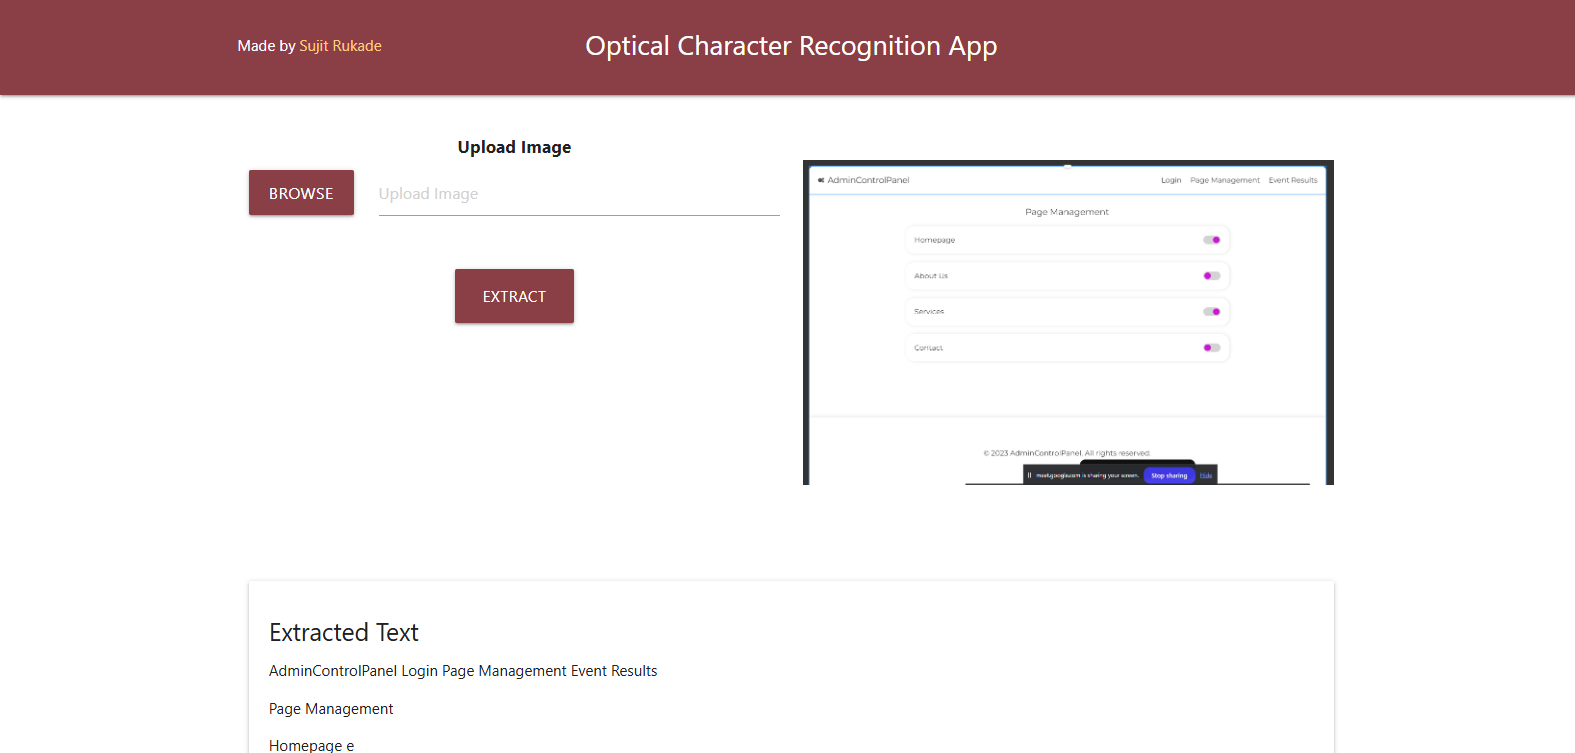 Made by Sujit Rukade
Optical Character Recognition App
Upload Image
BROWSE
Upload Image
EXTRACT
AdminControlPanel
Login Page Management Event Results
Page Management
Homepage
About Us
Services
Contact
© 2023 AdminControlPanel. All rights reserved.
meet.google.com is sharing your screen. Stop sharing Hide
Extracted Text
AdminControlPanel Login Page Management Event Results
Page Management
Homepage e